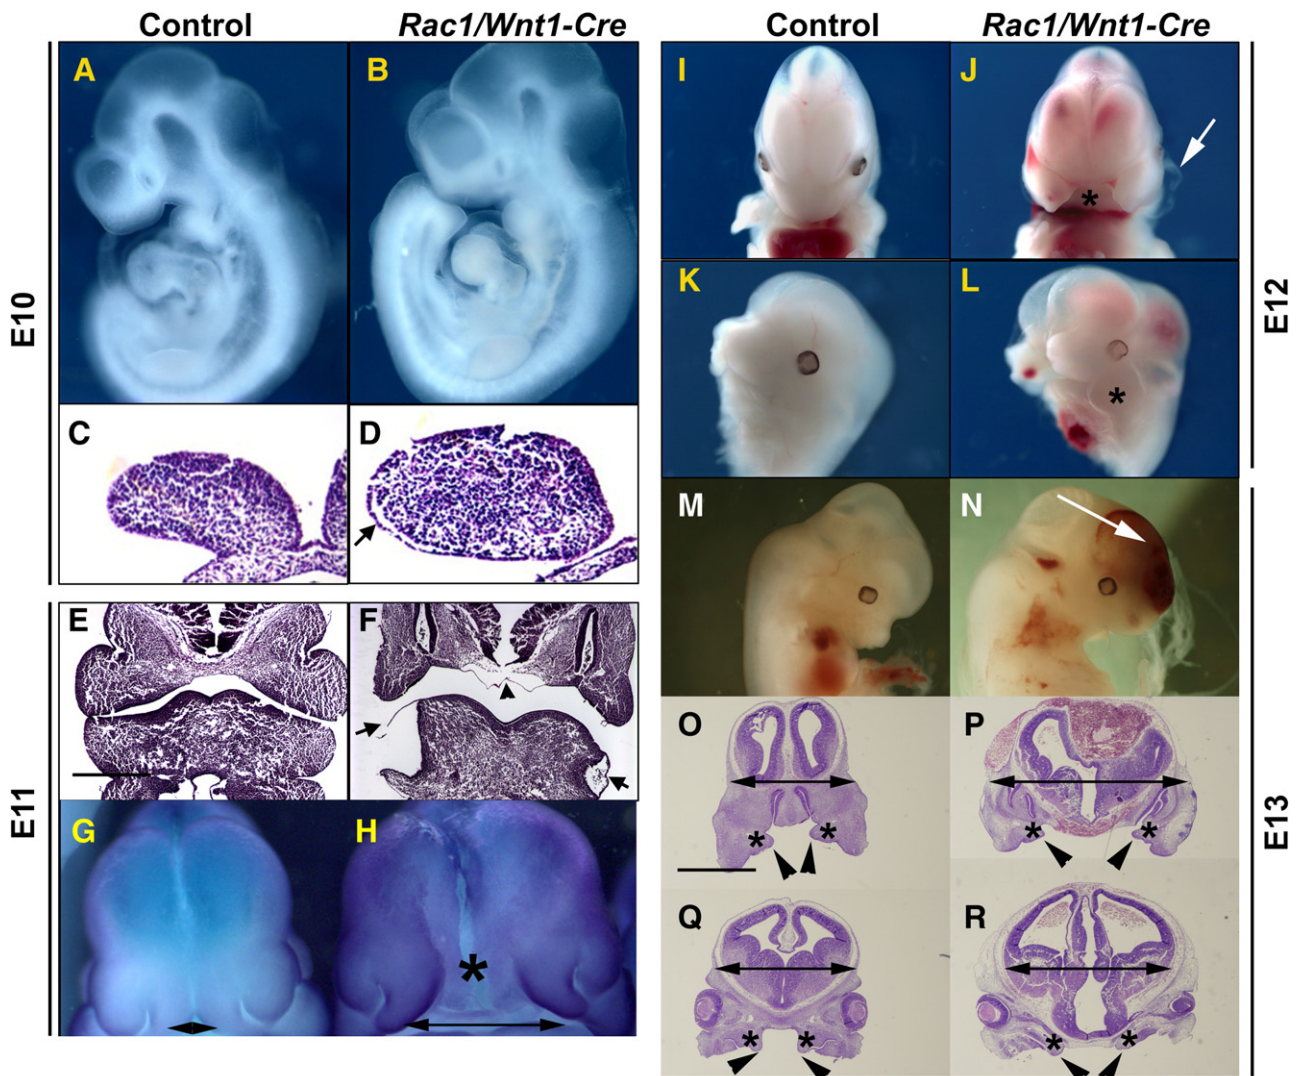 Control Rac1/Wnt1-Cre Control Rac1/Wnt1-Cre
A B I J
E10
K L
E12
C D
M N
E F
O P
E11
E13
G H
Q R